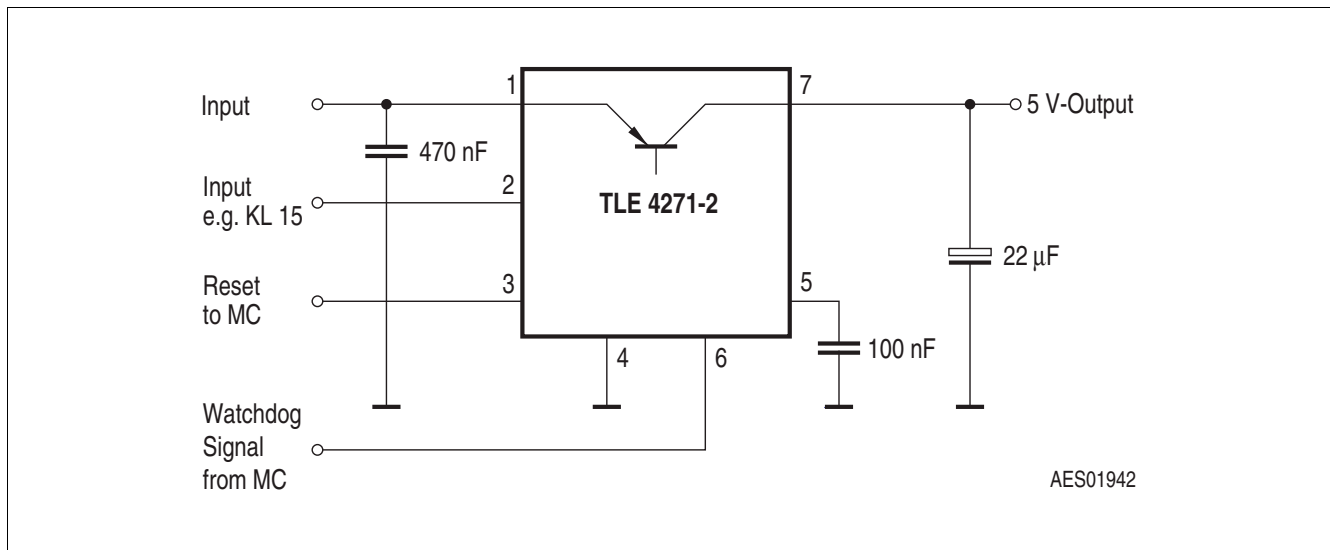 1
7
Input
5 V-Output
470 nF
Input
e.g. KL 15
2
TLE 4271-2
22 µF
Reset
to MC
3
5
100 nF
4
6
Watchdog
Signal
from MC
AES01942